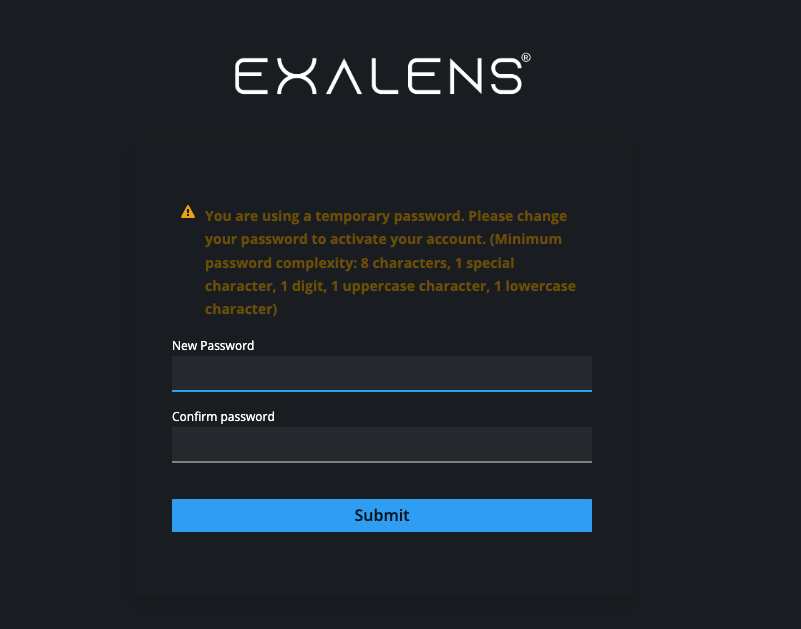 EXALENS®
You are using a temporary password. Please change
your password to activate your account. (Minimum
password complexity: 8 characters, 1 special
character, 1 digit, 1 uppercase character, 1 lowercase
character)
New Password
Confirm password
Submit